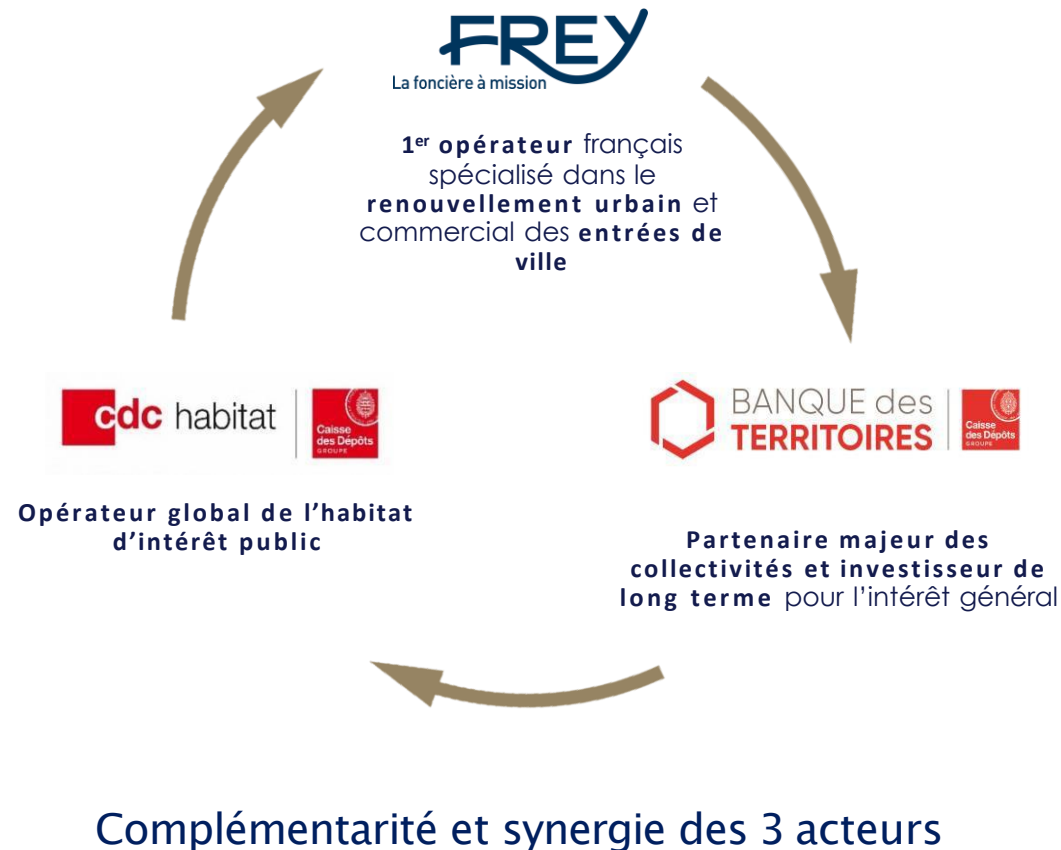 FREY
La foncière à mission
1er opérateur français
spécialisé dans le
renouvellement urbain et
commercial des entrées de
ville
cdc habitat
Caisse
des Dépôts
GROUPE
BANQUE des
TERRITOIRES
Caisse
des Dépôts
GROUPE
Opérateur global de l’habitat
d’intérêt public
Partenaire majeur des
collectivités et investisseur de
long terme pour l’intérêt général
Complémentarité et synergie des 3 acteurs